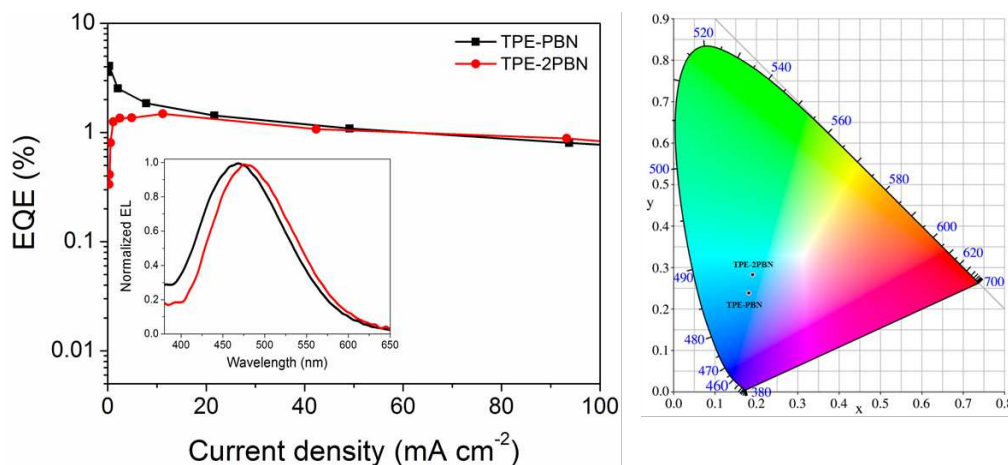 10
1
0.1
0.01
EQE (%)
0 20 40 60 80 100
Current density (mA cm-2)
TPE-PBN
TPE-2PBN
1.0
0.8
0.6
0.4
0.2
0.0
Normalized EL
400 450 500 550 600 650
Wavelength (nm)
0.9
0.8
0.7
0.6
0.5
y
0.4
0.3
0.2
0.1
0.0
0.0 0.1 0.2 0.3 0.4 0.5 0.6 0.7 0.8
x
520
540
560
500
580
600
620
490
700
480
470
460
380
TPE-2PBN
TPE-PBN